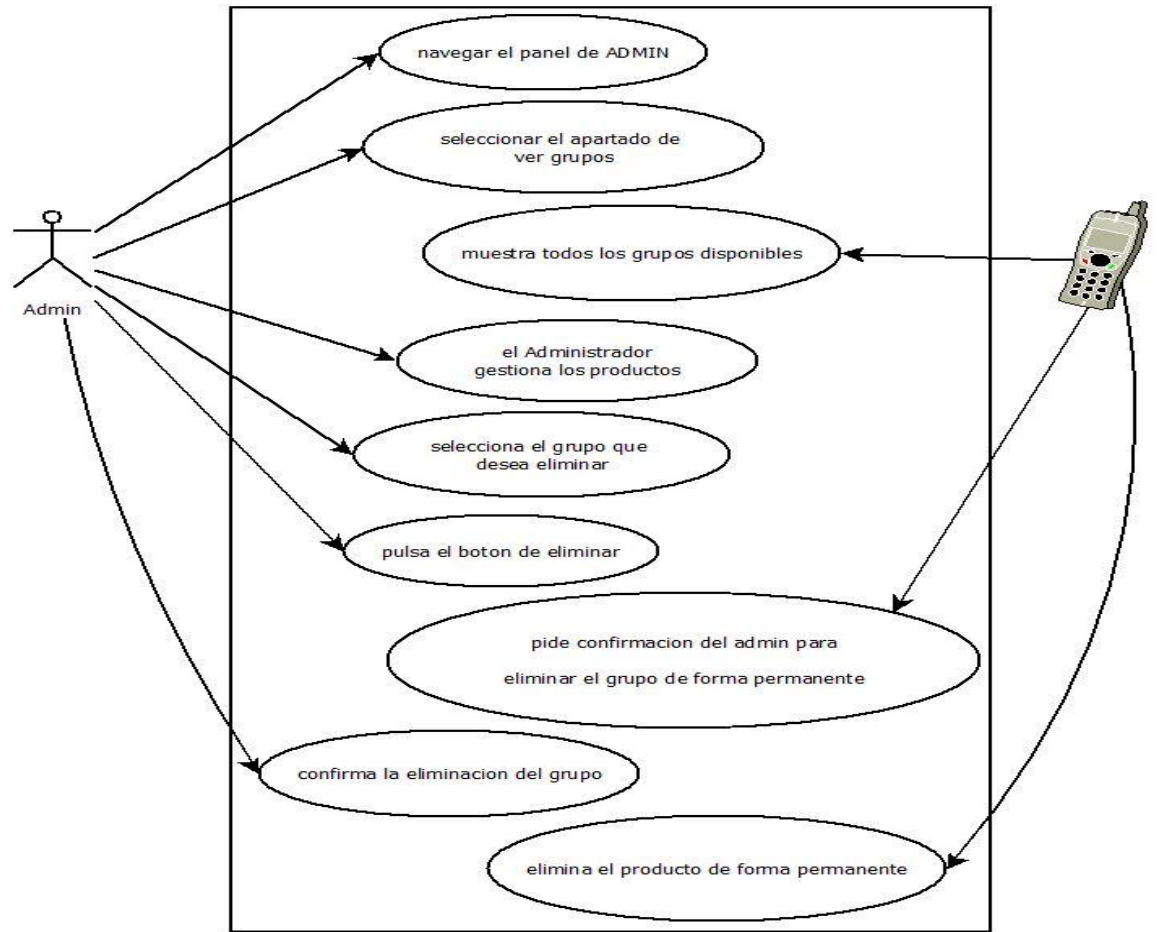 navegar el panel de ADMIN
seleccionar el apartado de
ver grupos
muestra todos los grupos disponibles
Admin
el Administrador
gestiona los productos
selecciona el grupo que
desea eliminar
pulsa el boton de eliminar
pide confirmacion del admin para
eliminar el grupo de forma permanente
confirma la eliminacion del grupo
elimina el producto de forma permanente